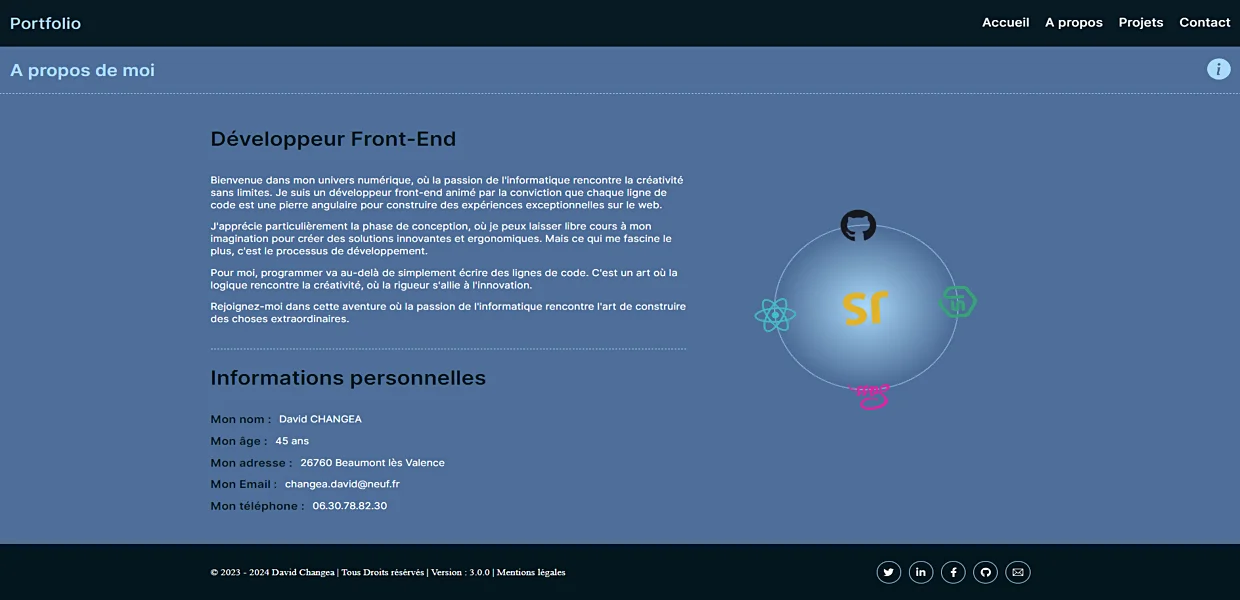 Portfolio
Accueil A propos Projets Contact
A propos de moi
i
Développeur Front-End
Bienvenue dans mon univers numérique, où la passion de l'informatique rencontre la créativité
sans limites. Je suis un développeur front-end animé par la conviction que chaque ligne de
code est une pierre angulaire pour construire des expériences exceptionnelles sur le web.
J'apprécie particulièrement la phase de conception, où je peux laisser libre cours à mon
imagination pour créer des solutions innovantes et ergonomiques. Mais ce qui me fascine le
plus, c'est le processus de développement.
Pour moi, programmer va au-delà de simplement écrire des lignes de code. C'est un art où la
logique rencontre la créativité, où la rigueur s'allie à l'innovation.
Rejoignez-moi dans cette aventure où la passion de l'informatique rencontre l'art de construire
des choses extraordinaires.
Informations personnelles
Mon nom : David CHANGEA
Mon âge : 45 ans
Mon adresse : 26760 Beaumont lès Valence
Mon Email : changea.david@neuf.fr
Mon téléphone : 06.30.78.82.30
© 2023 - 2024 David Changea | Tous Droits résérvés | Version : 3.0.0 | Mentions légales